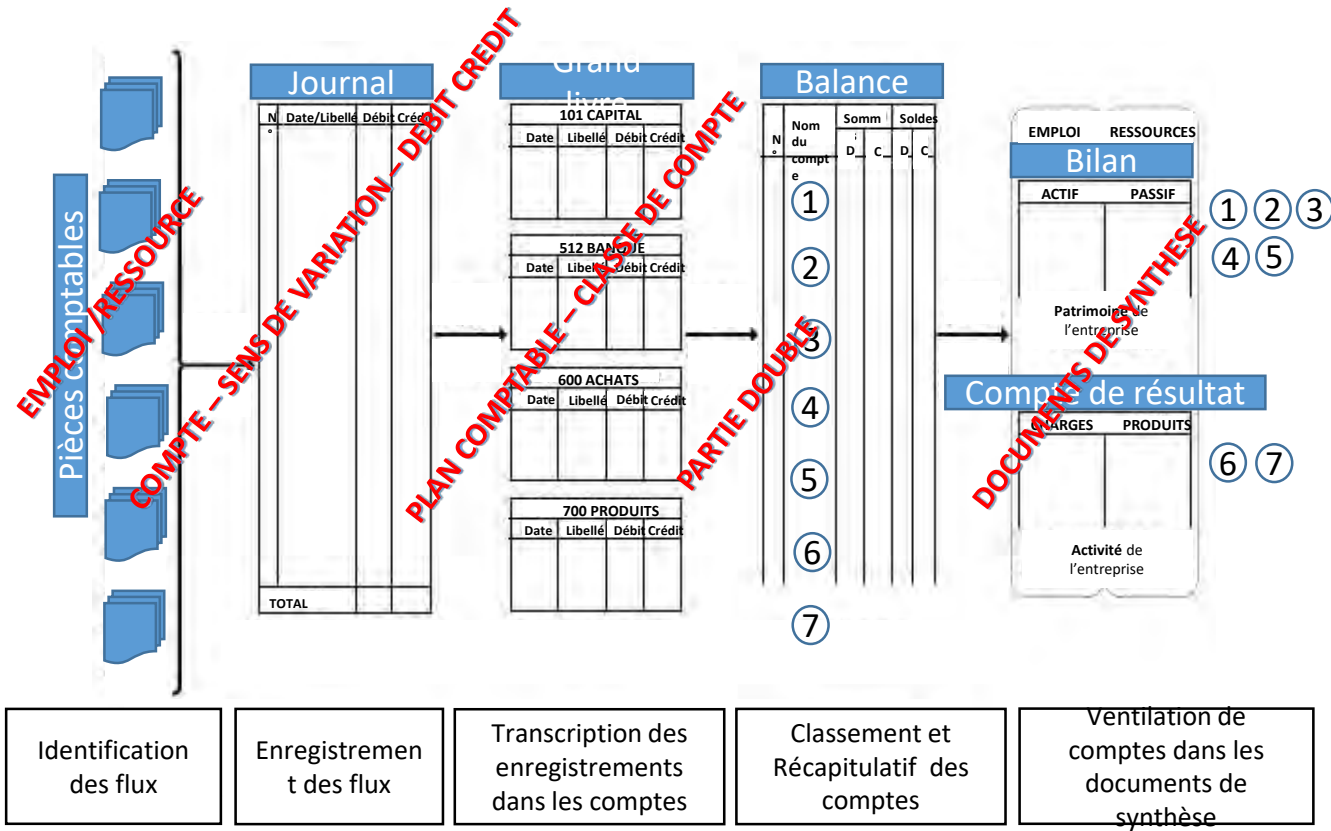 Pièces comptables
EMPLOI /RESSOURCE
Journal
N° Date/Libellé Débit Crédit
TOTAL
COMPTE – SENS DE VARIATION – DEBIT CREDIT
Grand livre
101 CAPITAL
Date Libellé Débit Crédit
512 BANQUE
Date Libellé Débit Crédit
600 ACHATS
Date Libellé Débit Crédit
700 PRODUITS
Date Libellé Débit Crédit
PLAN COMPTABLE – CLASSE DE COMPTE
Balance
N° Nom du compte Somm Soldes
D C D C
1
2
3
4
5
6
7
PARTIE DOUBLE
EMPLOI RESSOURCES
Bilan
ACTIF PASSIF
1 2 3
4 5
Patrimoine de
l'entreprise
Compte de résultat
CHARGES PRODUITS
6 7
Activité de
l'entreprise
DOCUMENTS DE SYNTHESE
Identification
des flux
Enregistremen
t des flux
Transcription des
enregistrements
dans les comptes
Classement et
Récapitulatif des
comptes
Ventilation de
comptes dans les
documents de
synthèse